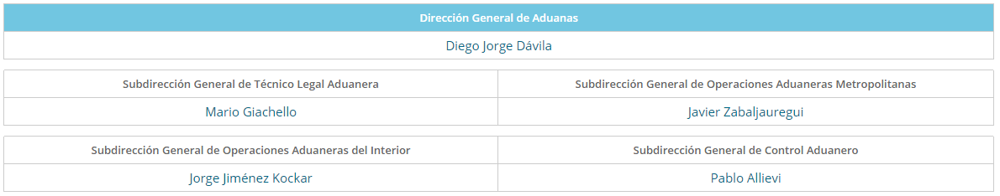 Dirección General de Aduanas
Diego Jorge Dávila
Subdirección General de Técnico Legal Aduanera
Subdirección General de Operaciones Aduaneras Metropolitanas
Mario Giachello
Javier Zabaljauregui
Subdirección General de Operaciones Aduaneras del Interior
Subdirección General de Control Aduanero
Jorge Jiménez Kockar
Pablo Allievi